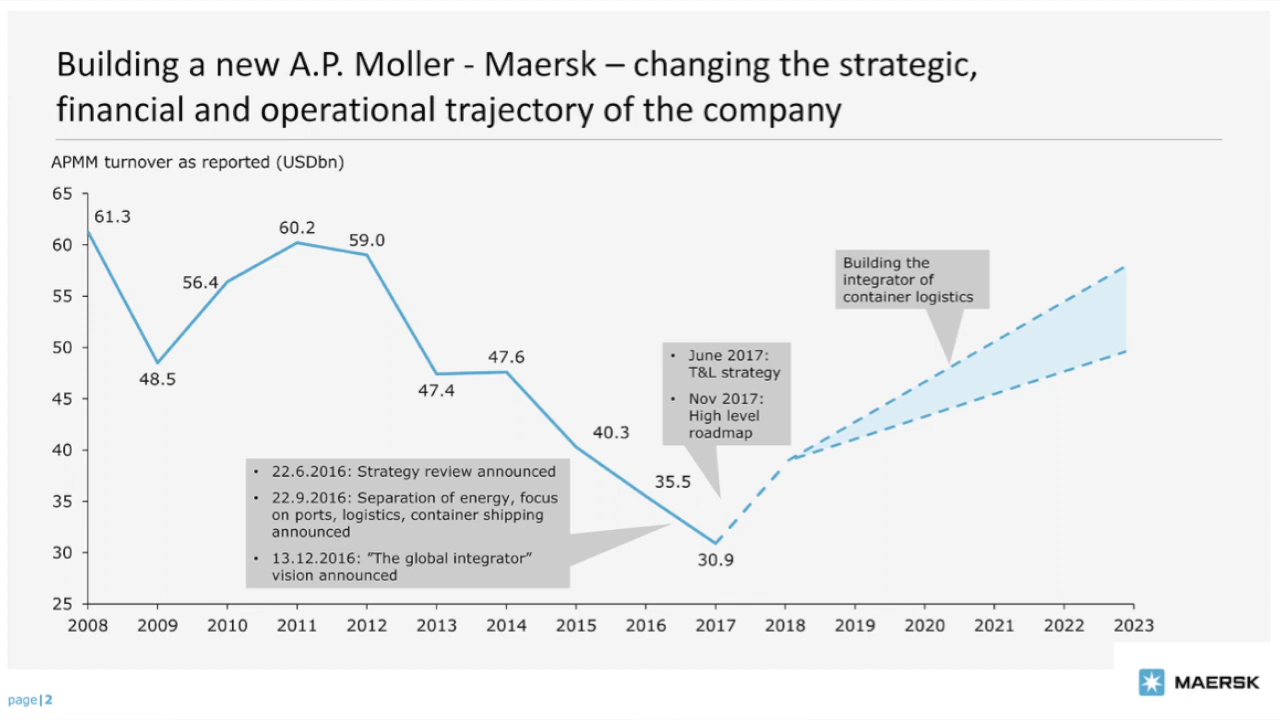 Building a new A.P. Moller - Maersk – changing the strategic,
financial and operational trajectory of the company
APMM turnover as reported (USDbn)
65
60
55
50
45
40
35
30
25
61.3
48.5
56.4
60.2
59.0
47.4
47.6
40.3
35.5
30.9
• 22.6.2016: Strategy review announced
• 22.9.2016: Separation of energy, focus
on ports, logistics, container shipping
announced
• 13.12.2016: ”The global integrator”
vision announced
• June 2017:
T&L strategy
• Nov 2017:
High level
roadmap
Building the
integrator of
container logistics
2008 2009 2010 2011 2012 2013 2014 2015 2016 2017 2018 2019 2020 2021 2022 2023
page|2
MAERSK